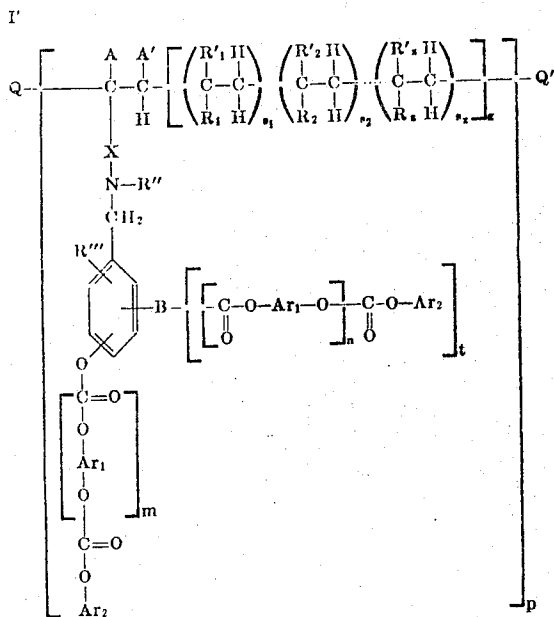 I'
A A' R'₁ H R'₂ H R'ₓ H
Q C C C C C C C C Q'
H R₁ H s₁ R₂ H s₂ Rₓ H sₓ z
X
N—R''
CH₂
R'''
B C—O—Ar₁—O C—O—Ar₂
O n O t
O
C=O
O
Ar₁
O m
C=O
O
Ar₂ p